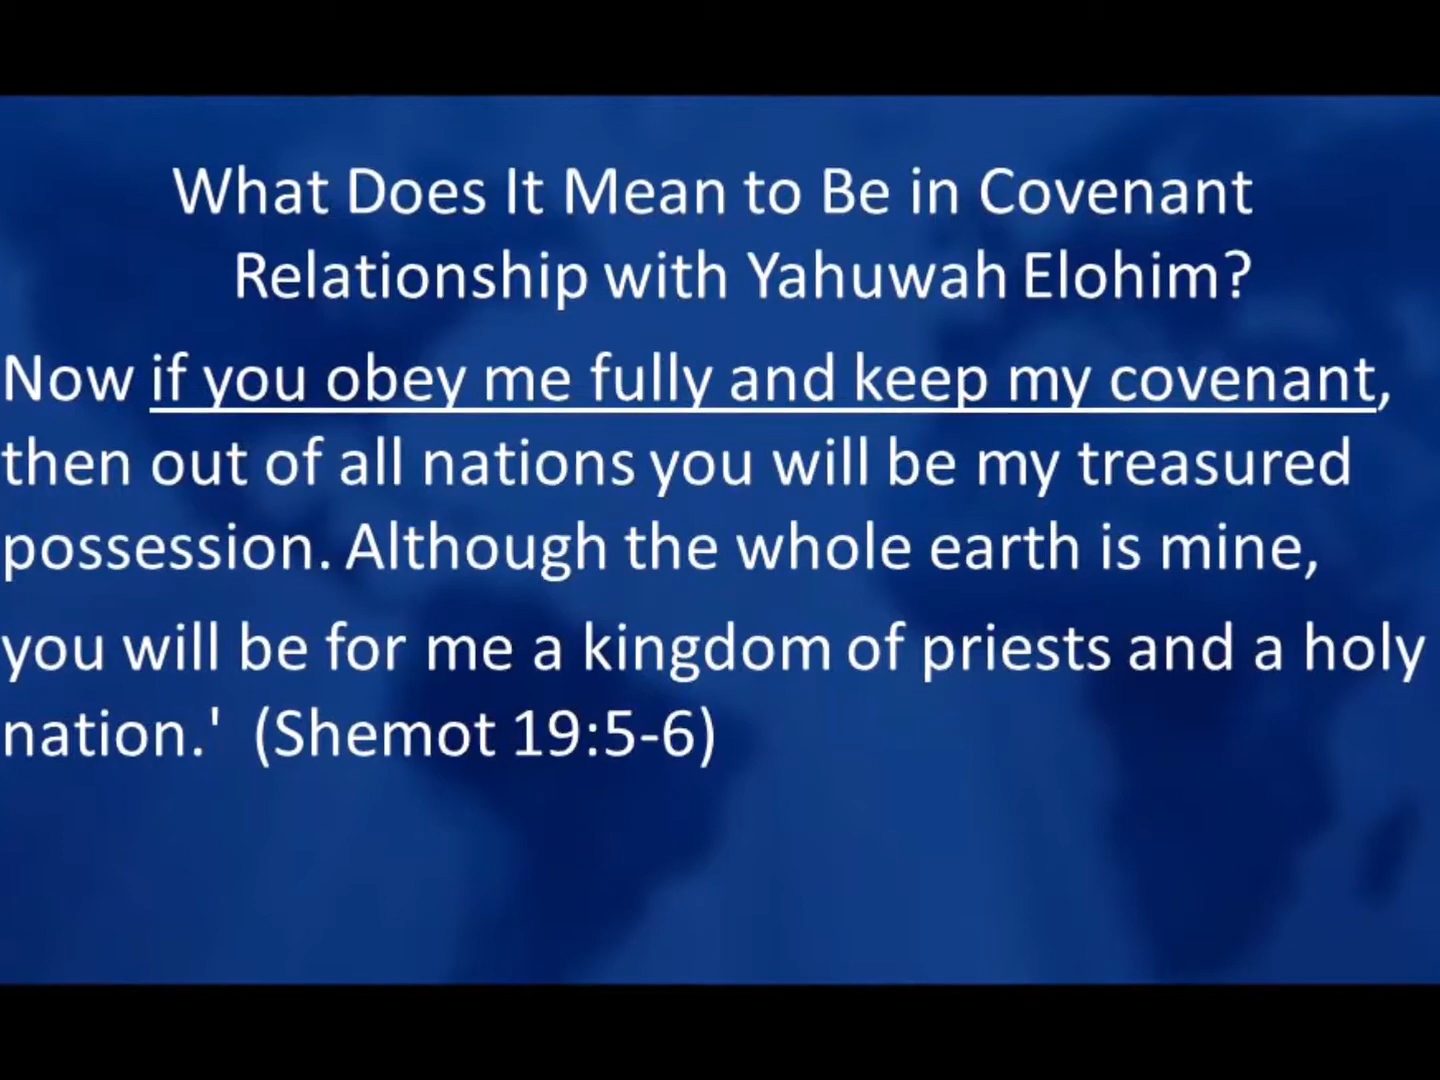 What Does It Mean to Be in Covenant
Relationship with Yahuwah Elohim?
Now if you obey me fully and keep my covenant,
then out of all nations you will be my treasured
possession. Although the whole earth is mine,
you will be for me a kingdom of priests and a holy
nation.' (Shemot 19:5-6)